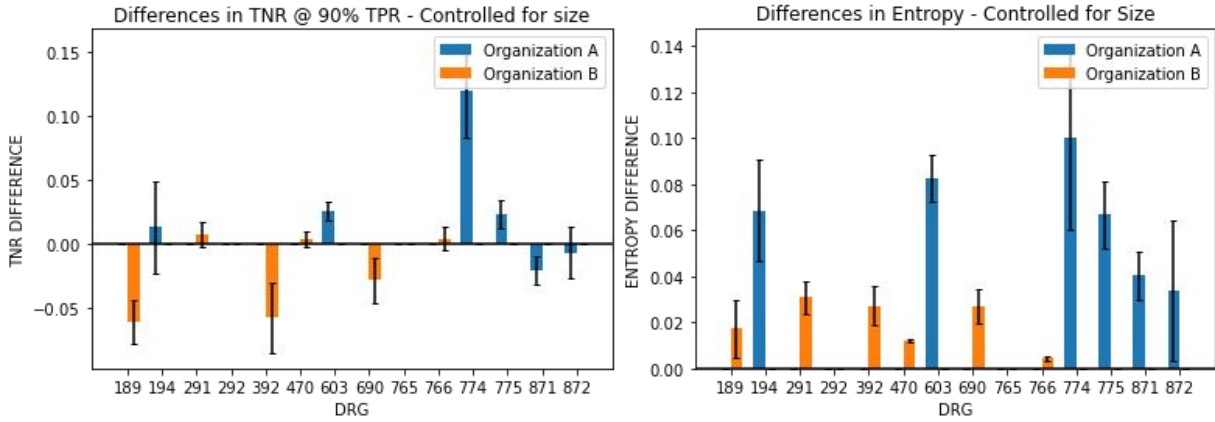 Differences in TNR @ 90% TPR - Controlled for size
Organization A
Organization B
0.15
0.10
0.05
0.00
−0.05
TNR DIFFERENCE
189 194 291 292 392 470 603 690 765 766 774 775 871 872
DRG
Differences in Entropy - Controlled for Size
Organization A
Organization B
0.14
0.12
0.10
0.08
0.06
0.04
0.02
0.00
ENTROPY DIFFERENCE
189 194 291 292 392 470 603 690 765 766 774 775 871 872
DRG